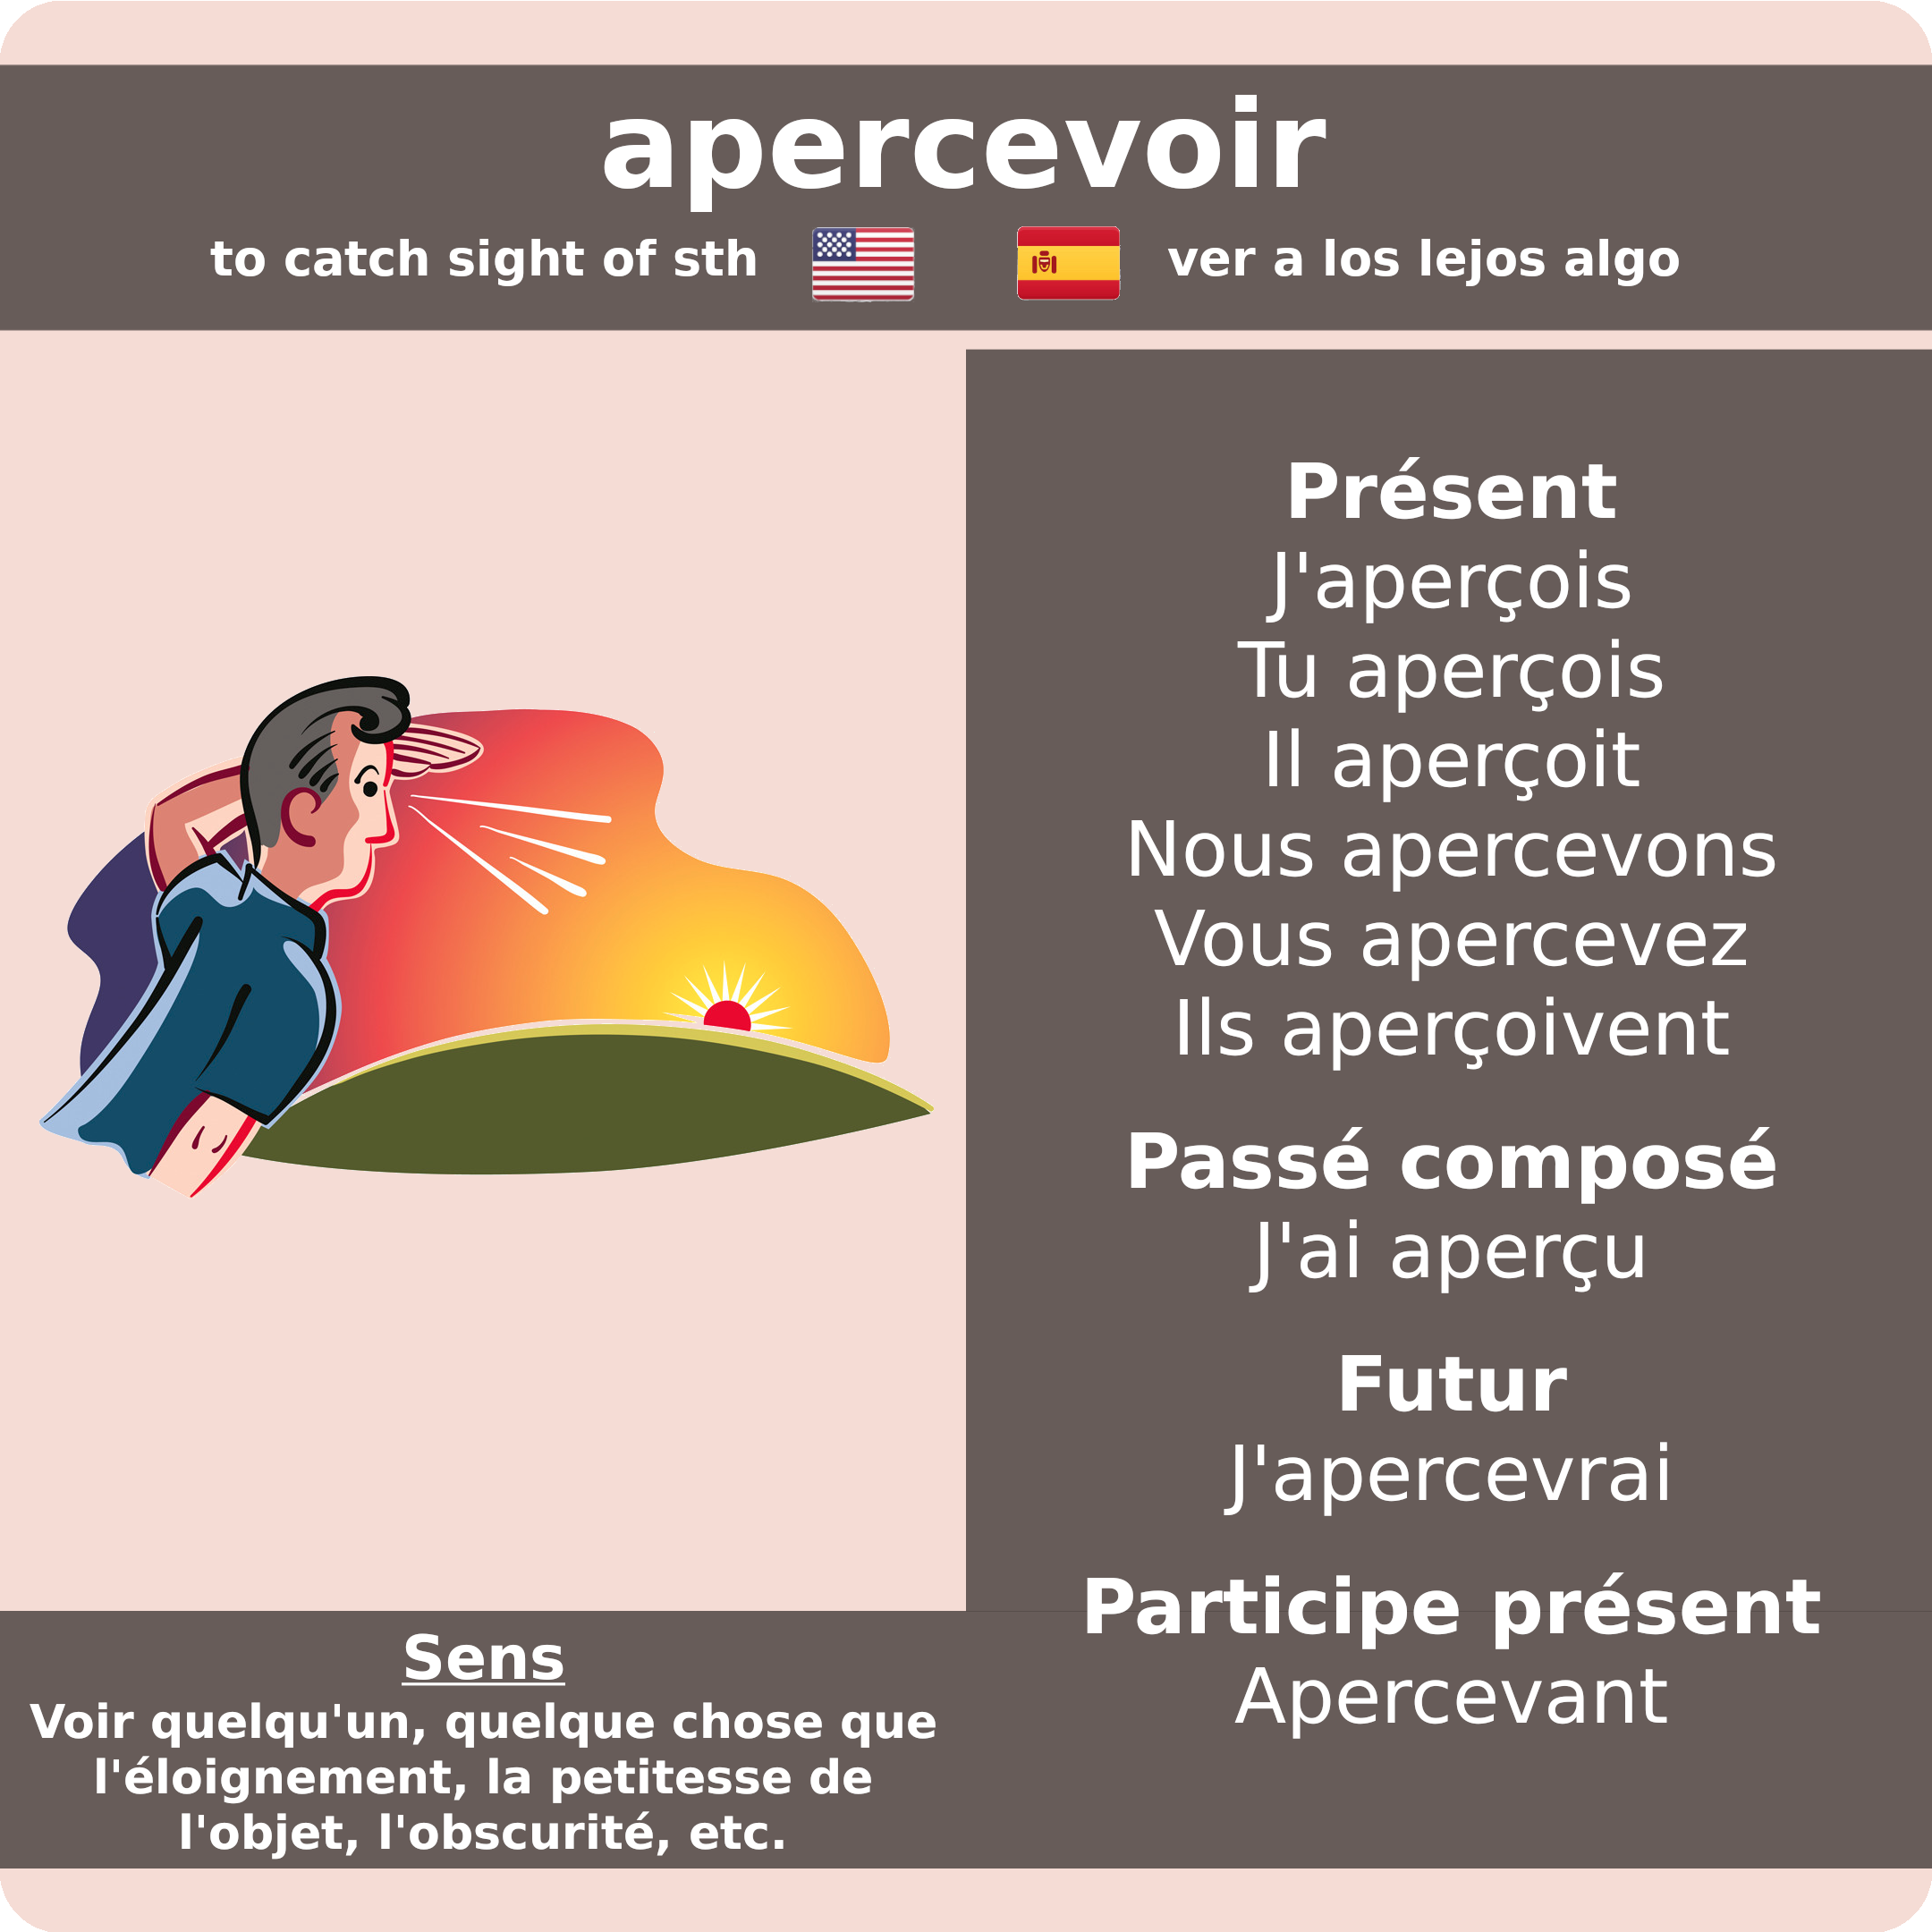 apercevoir
to catch sight of sth
ver a los lejos algo
Présent
J'aperçois
Tu aperçois
Il aperçoit
Nous apercevons
Vous apercevez
Ils aperçoivent
Passé composé
J'ai aperçu
Futur
J'apercevrai
Participe présent
Apercevant
Sens
Voir quelqu'un, quelque chose que
l'éloignement, la petitesse de
l'objet, l'obscurité, etc.